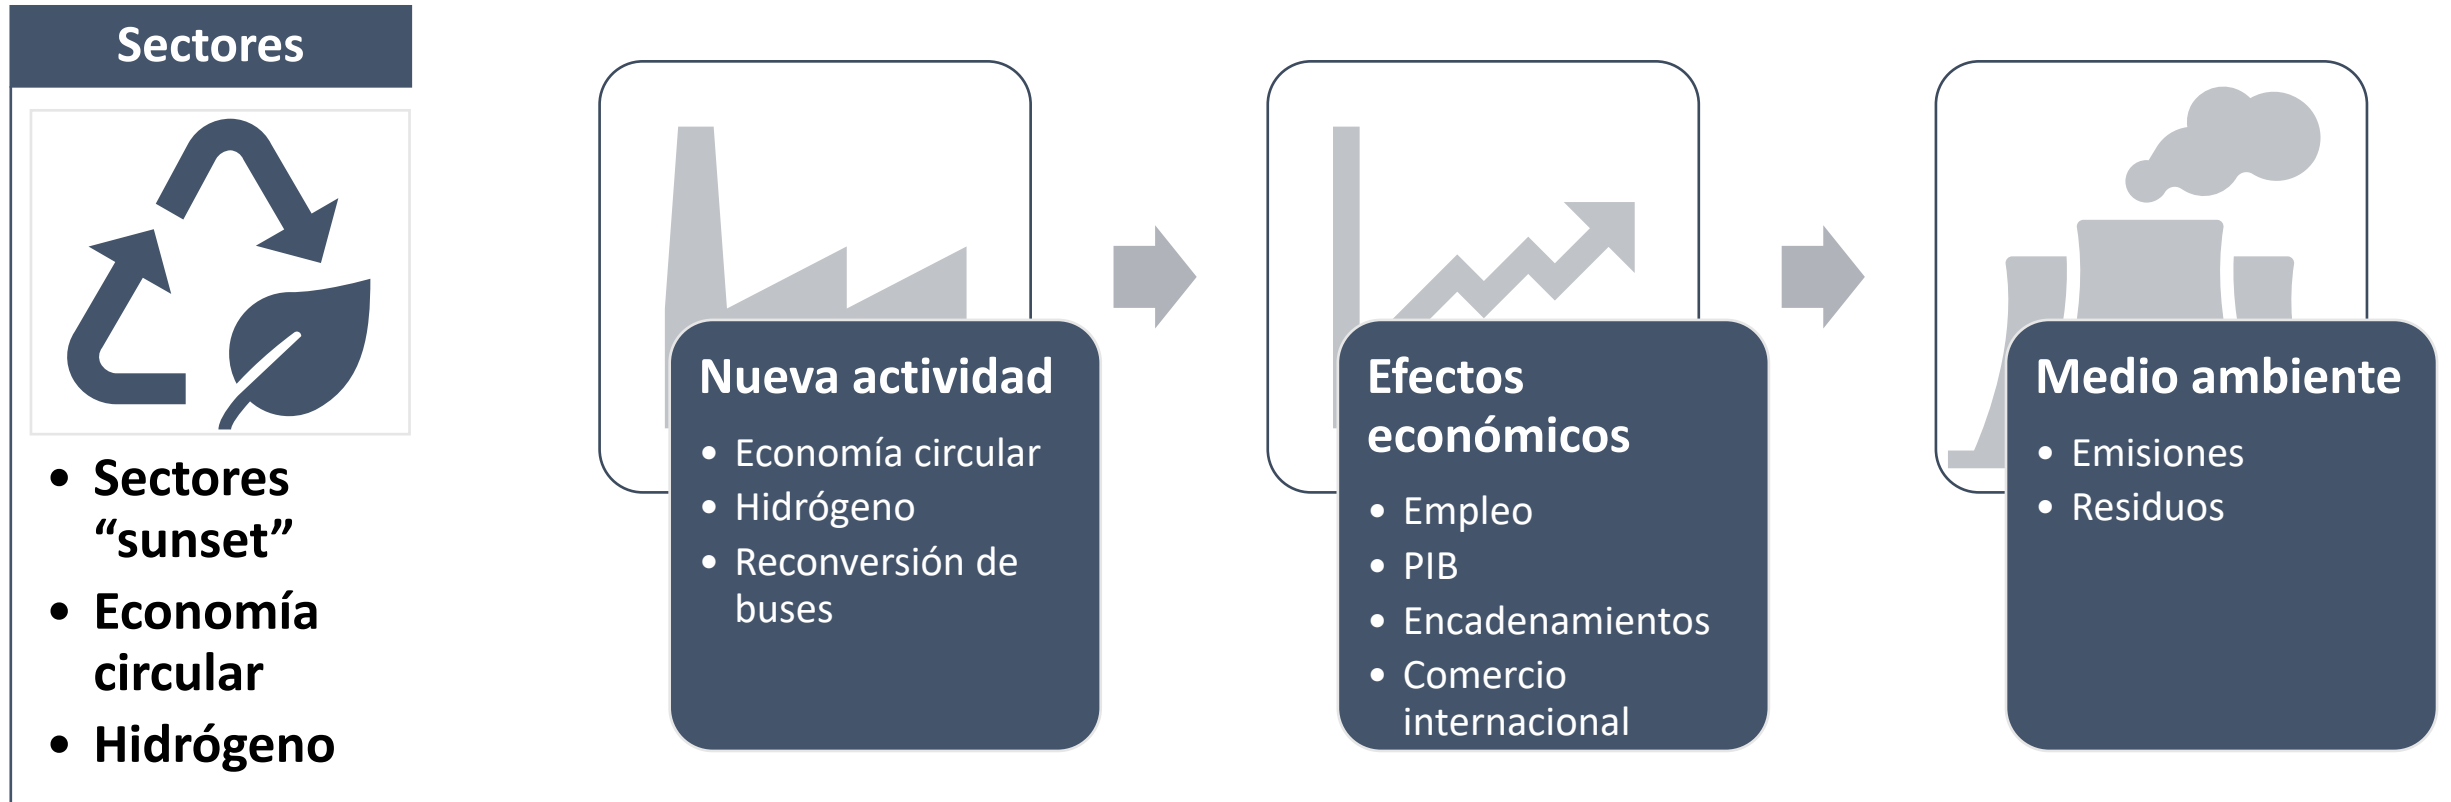 Sectores
• Sectores
“sunset”
• Economía
circular
• Hidrógeno
Nueva actividad
• Economía circular
• Hidrógeno
• Reconversión de
buses
Efectos
económicos
• Empleo
• PIB
• Encadenamientos
• Comercio
internacional
Medio ambiente
• Emisiones
• Residuos